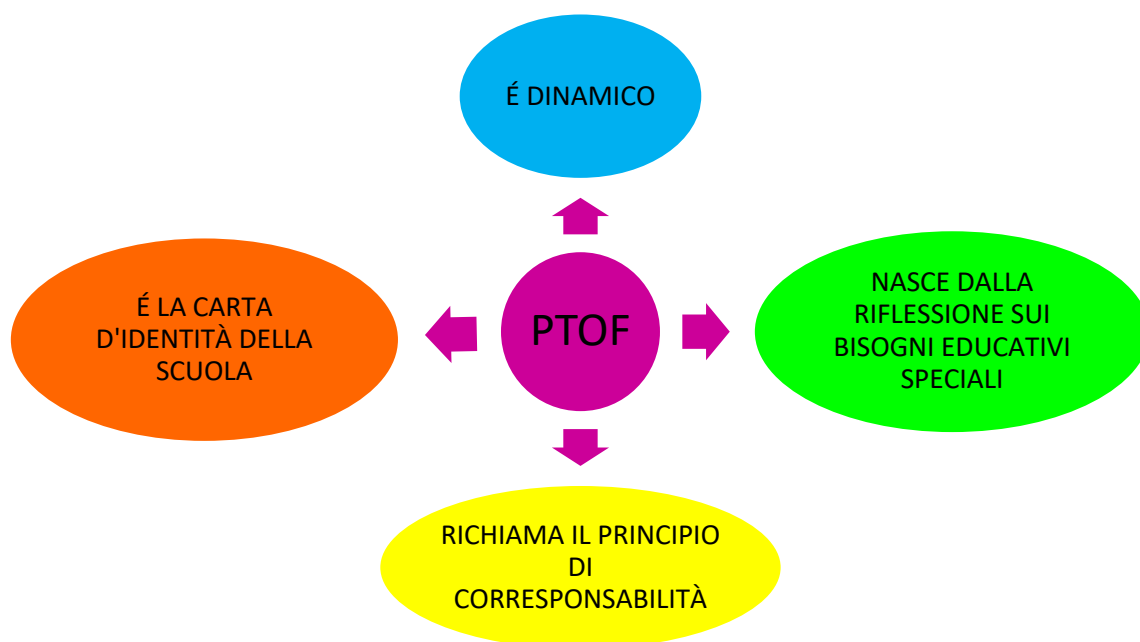 É DINAMICO
É LA CARTA
D'IDENTITÀ DELLA
SCUOLA
PTOF
NASCE DALLA
RIFLESSIONE SUI
BISOGNI EDUCATIVI
SPECIALI
RICHIAMA IL PRINCIPIO
DI
CORRESPONSABILITÀ